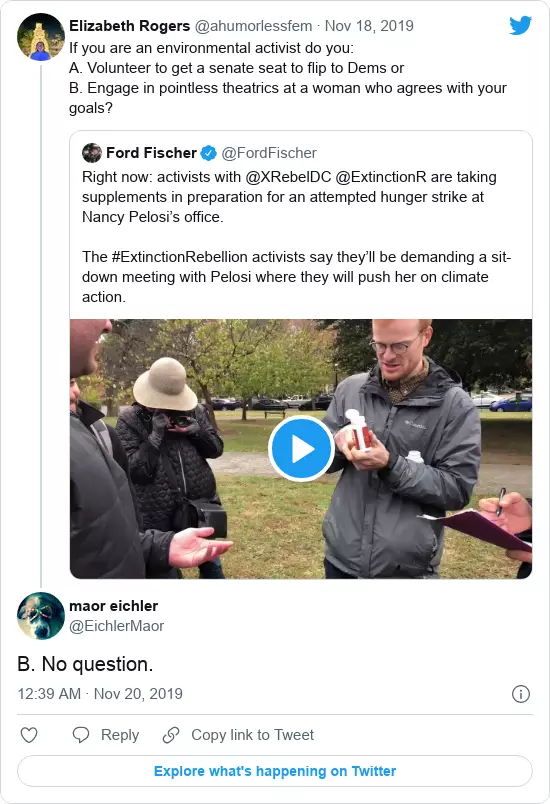 Elizabeth Rogers @ahumorlessfem · Nov 18, 2019
If you are an environmental activist do you:
A. Volunteer to get a senate seat to flip to Dems or
B. Engage in pointless theatrics at a woman who agrees with your
goals?
Ford Fischer @FordFischer
Right now: activists with @XRebelDC @ExtinctionR are taking
supplements in preparation for an attempted hunger strike at
Nancy Pelosi’s office.
The #ExtinctionRebellion activists say they’ll be demanding a sit-
down meeting with Pelosi where they will push her on climate
action.
maor eichler
@EichlerMaor
B. No question.
12:39 AM · Nov 20, 2019
Reply
Copy link to Tweet
Explore what's happening on Twitter